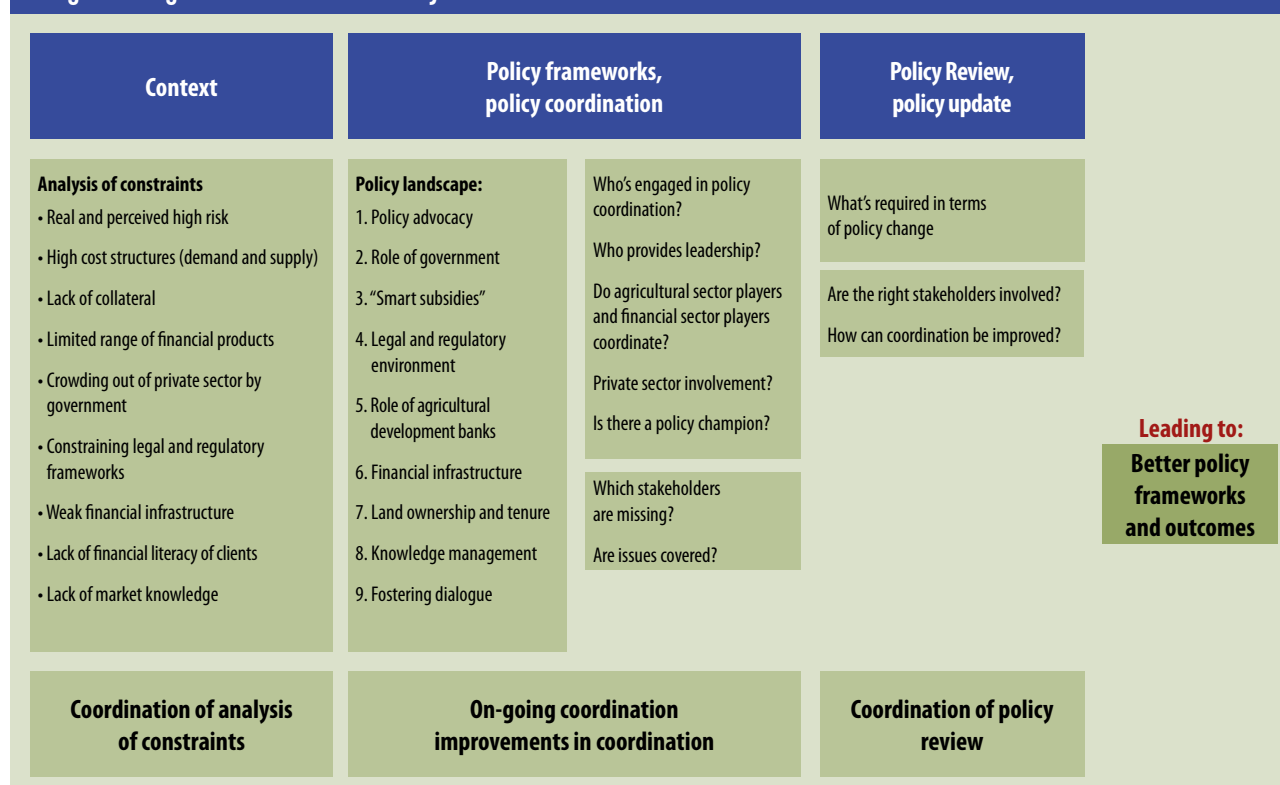 Context
Policy frameworks,
policy coordination
Policy Review,
policy update
Analysis of constraints
• Real and perceived high risk
• High cost structures (demand and supply)
• Lack of collateral
• Limited range of financial products
• Crowding out of private sector by
government
• Constraining legal and regulatory
frameworks
• Weak financial infrastructure
• Lack of financial literacy of clients
• Lack of market knowledge
Policy landscape:
1. Policy advocacy
2. Role of government
3. “Smart subsidies”
4. Legal and regulatory
environment
5. Role of agricultural
development banks
6. Financial infrastructure
7. Land ownership and tenure
8. Knowledge management
9. Fostering dialogue
Who’s engaged in policy
coordination?
Who provides leadership?
Do agricultural sector players
and financial sector players
coordinate?
Private sector involvement?
Is there a policy champion?
Which stakeholders
are missing?
Are issues covered?
What’s required in terms
of policy change
Are the right stakeholders involved?
How can coordination be improved?
Leading to:
Better policy
frameworks
and outcomes
Coordination of analysis
of constraints
On-going coordination
improvements in coordination
Coordination of policy
review